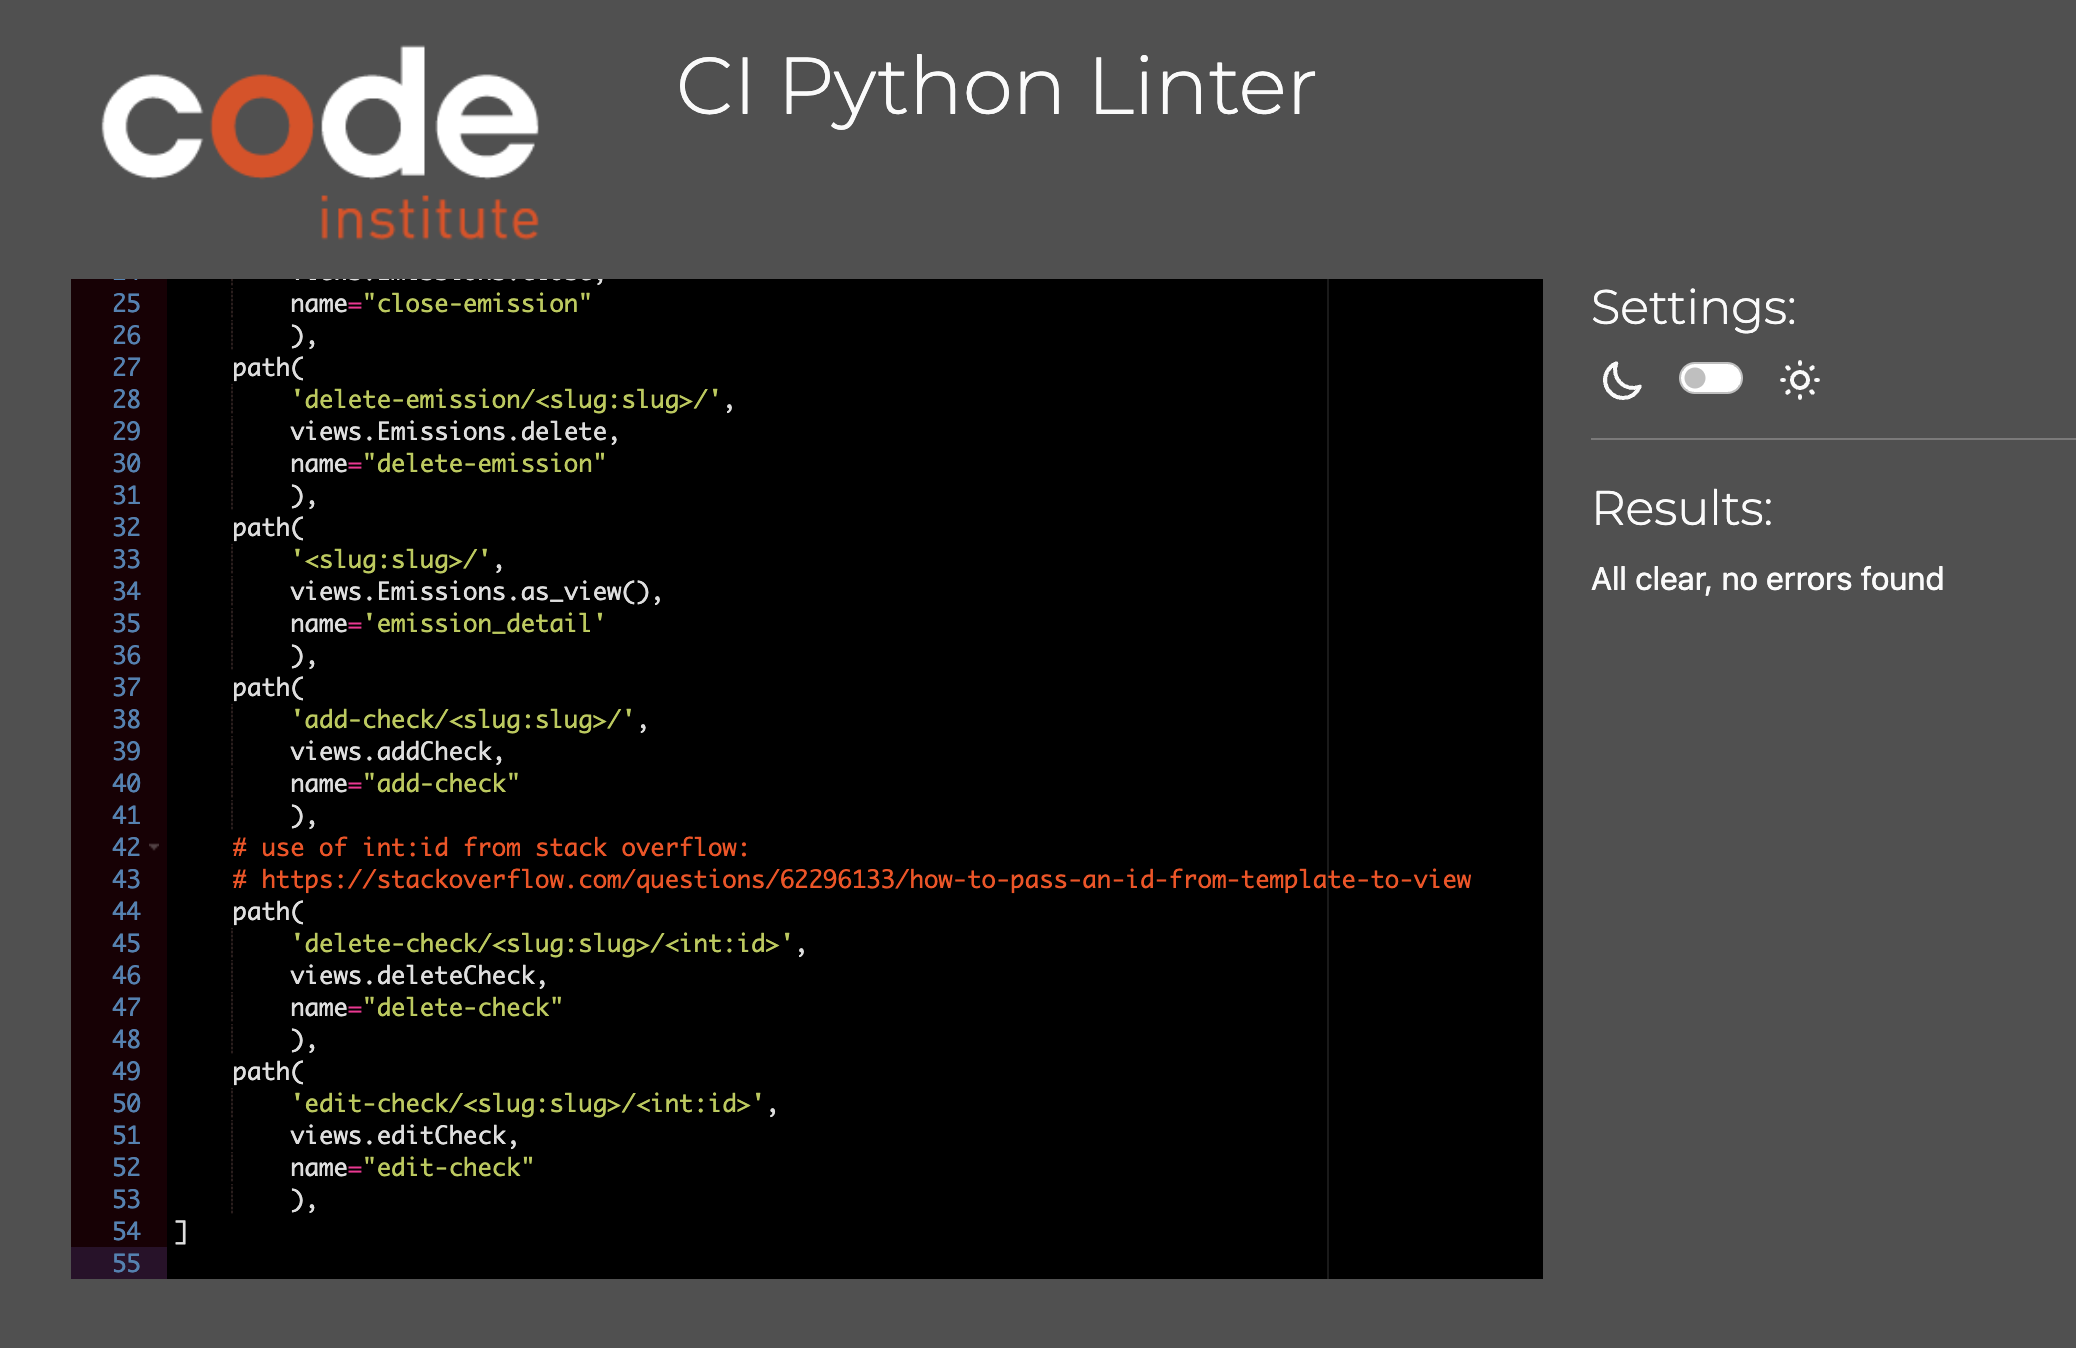 code
institute
CI Python Linter
25 name="close-emission"
26 ),
27 path(
28 'delete-emission/<slug:slug>/',
29 views.Emissions.delete,
30 name="delete-emission"
31 ),
32 path(
33 '<slug:slug>/',
34 views.Emissions.as_view(),
35 name='emission_detail'
36 ),
37 path(
38 'add-check/<slug:slug>/',
39 views.addCheck,
40 name="add-check"
41 ),
42 # use of int:id from stack overflow:
43 # https://stackoverflow.com/questions/62296133/how-to-pass-an-id-from-template-to-view
44 path(
45 'delete-check/<slug:slug>/<int:id>',
46 views.deleteCheck,
47 name="delete-check"
48 ),
49 path(
50 'edit-check/<slug:slug>/<int:id>',
51 views.editCheck,
52 name="edit-check"
53 ),
54 ]
55
Settings:
Results:
All clear, no errors found